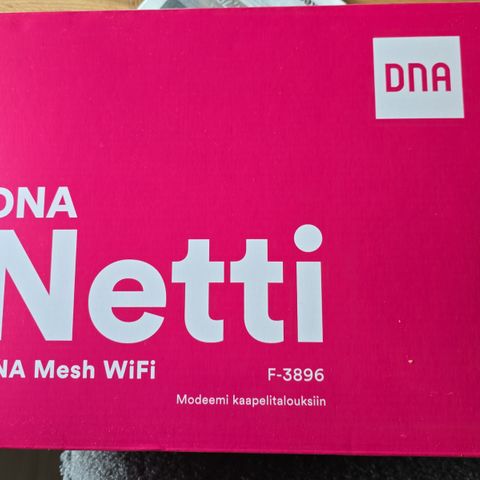 DNA
DNA
Netti
NA Mesh WiFi
F-3896
Modeemi kaapelitalouksiin